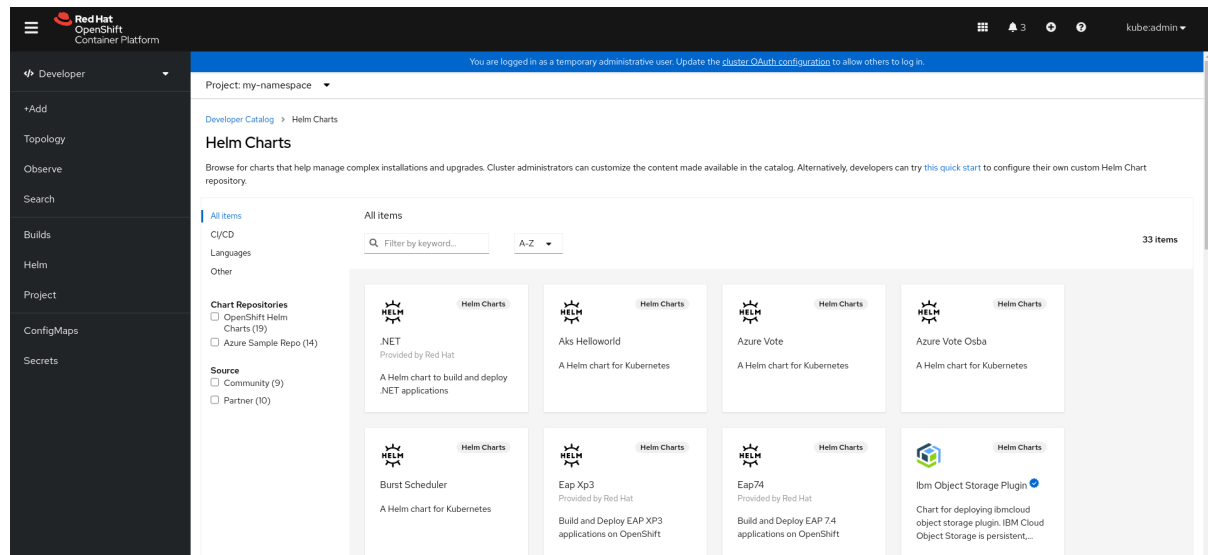 Red Hat
OpenShift
Container Platform
3
kube:admin
Developer
+Add
Topology
Observe
Search
Builds
Helm
Project
ConfigMaps
Secrets
You are logged in as a temporary administrative user. Update the cluster OAuth configuration to allow others to log in.
Project: my-namespace
Developer Catalog > Helm Charts
Helm Charts
Browse for charts that help manage complex installations and upgrades. Cluster administrators can customize the content made available in the catalog. Alternatively, developers can try this quick start to configure their own custom Helm Chart
repository.
All items
CI/CD
Languages
Other
Chart Repositories
OpenShift Helm
Charts (19)
Azure Sample Repo (14)
Source
Community (9)
Partner (10)
All items
Filter by keyword...
A-Z
33 items
HELM
Helm Charts
.NET
Provided by Red Hat
A Helm chart to build and deploy
.NET applications
HELM
Helm Charts
Aks Helloworld
A Helm chart for Kubernetes
HELM
Helm Charts
Azure Vote
A Helm chart for Kubernetes
HELM
Helm Charts
Azure Vote Osba
A Helm chart for Kubernetes
HELM
Helm Charts
Burst Scheduler
A Helm chart for Kubernetes
HELM
Helm Charts
Eap Xp3
Provided by Red Hat
Build and Deploy EAP XP3
applications on OpenShift
HELM
Helm Charts
Eap74
Provided by Red Hat
Build and Deploy EAP 7.4
applications on OpenShift
Helm Charts
Ibm Object Storage Plugin
Chart for deploying ibmcloud
object storage plugin. IBM Cloud
Object Storage is persistent,...